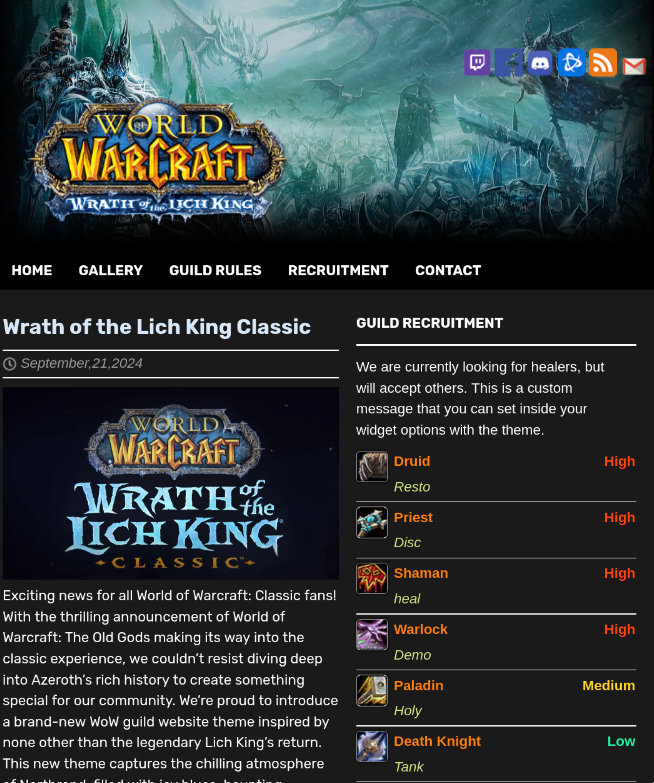 WORLD
OF
WARCRAFT
WRATH of the LICH KING
HOME GALLERY GUILD RULES RECRUITMENT CONTACT
Wrath of the Lich King Classic
September,21,2024
WORLD
OF
WARCRAFT
WRATH of the
LICH KING
CLASSIC
Exciting news for all World of Warcraft: Classic fans!
With the thrilling announcement of World of
Warcraft: The Old Gods making its way into the
classic experience, we couldn’t resist diving deep
into Azeroth’s rich history to create something
special for our community. We’re proud to introduce
a brand-new WoW guild website theme inspired by
none other than the legendary Lich King’s return.
This new theme captures the chilling atmosphere
of Northrend, filled with icy blues, haunting
GUILD RECRUITMENT
We are currently looking for healers, but
will accept others. This is a custom
message that you can set inside your
widget options with the theme.
Druid High
Resto
Priest High
Disc
Shaman High
heal
Warlock High
Demo
Paladin Medium
Holy
Death Knight Low
Tank